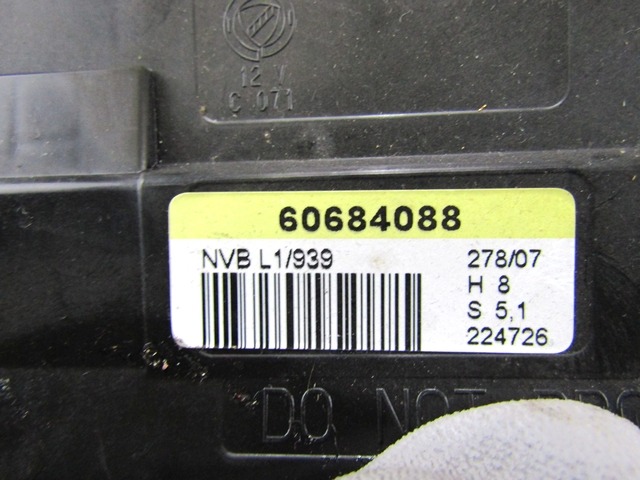 12 V
C 071
60684088
NVB L1/939
278/07
H 8
S 5,1
224726
DO NOT